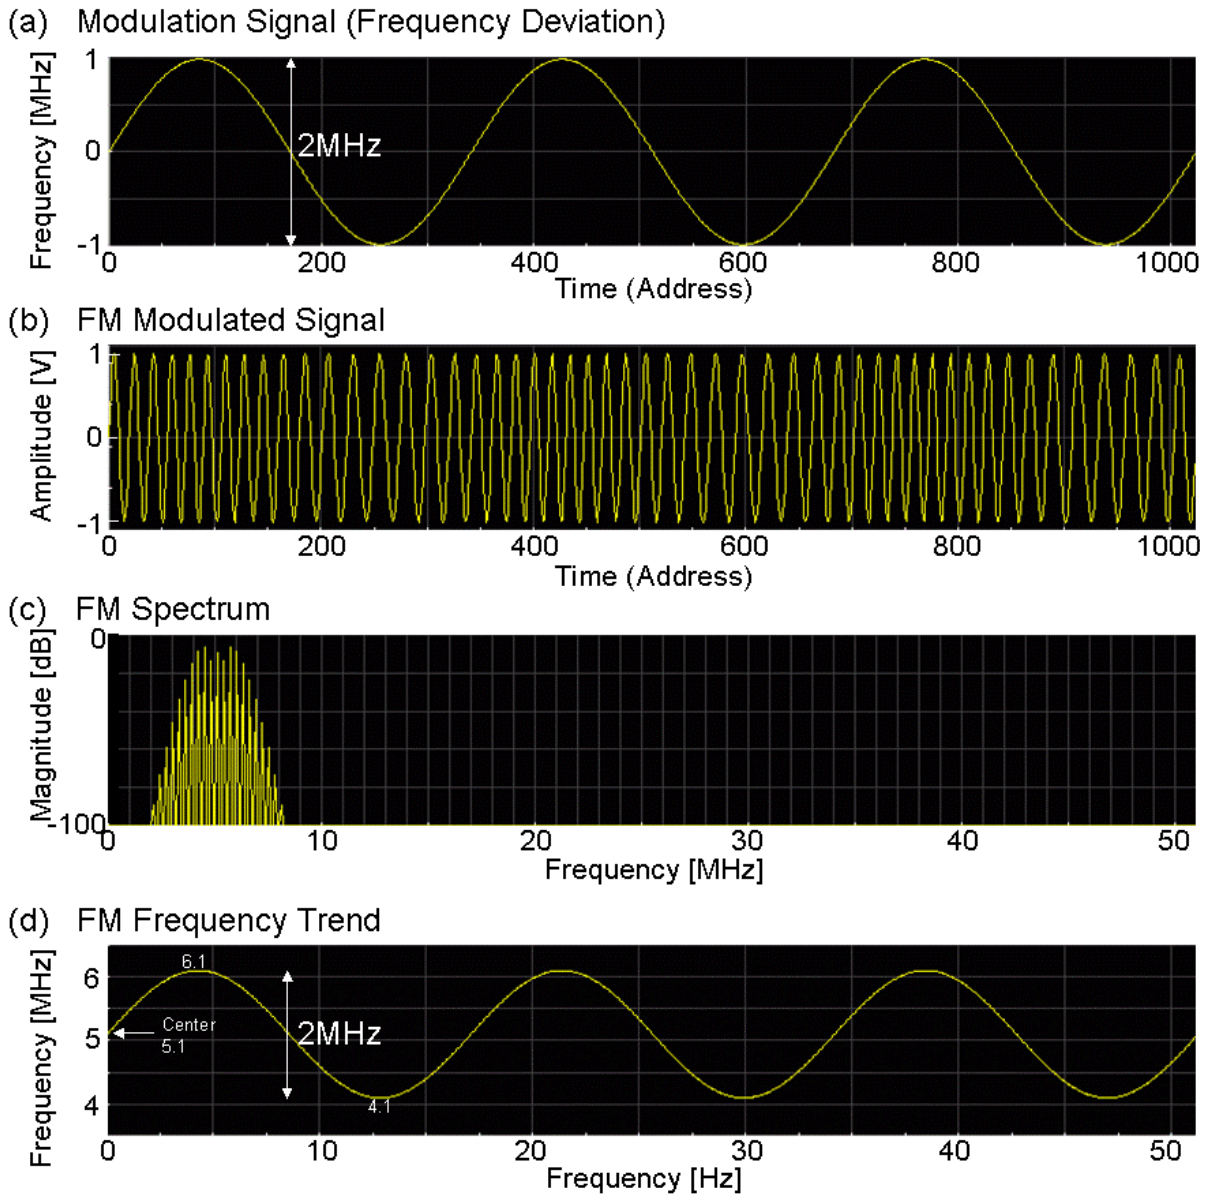 (a) Modulation Signal (Frequency Deviation)
Frequency [MHz]
1
0
-1
2MHz
0 200 400 600 800 1000
Time (Address)
(b) FM Modulated Signal
Amplitude [V]
1
0
-1
0 200 400 600 800 1000
Time (Address)
(c) FM Spectrum
Magnitude [dB]
0
-100
0 10 20 30 40 50
Frequency [MHz]
(d) FM Frequency Trend
Frequency [MHz]
6
5
4
6.1
Center
5.1
2MHz
4.1
0 10 20 30 40 50
Frequency [Hz]